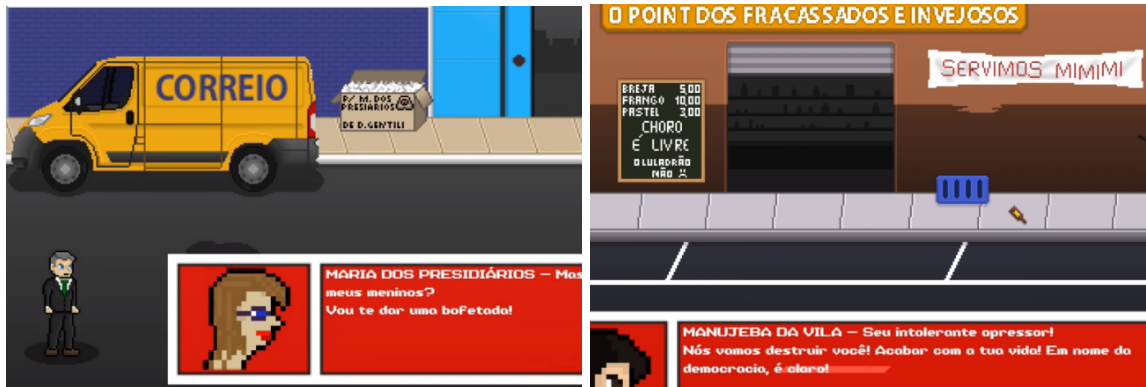 CORREIO
P/ M. DOS
PRESIÁRIOS
DE D.GENTILI
MARIA DOS PRESIDIÁRIOS – Mas
meus meninos?
Vou te dar uma bofetada!
O POINT DOS FRACASSADOS E INVEJOSOS
SERVIMOS MIMIMI
BREJA 5,00
FRANGO 10,00
PASTEL 3,00
CHORO
É LIVRE
O LULADRÃO
NÃO
MANUJEBA DA VILA – Seu intolerante opressor!
Nós vamos destruir você! Acabar com a tua vida! Em nome da
democracia, é claro!